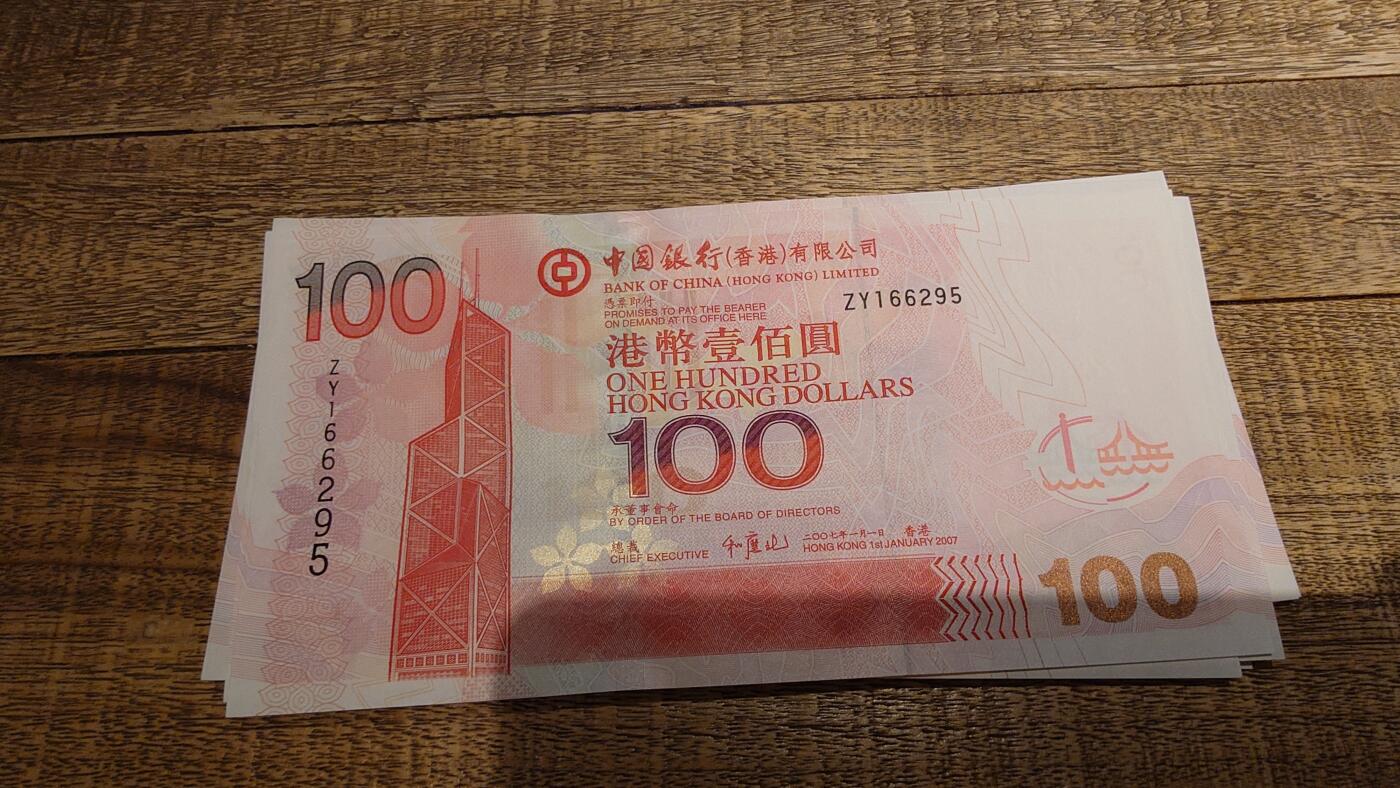 100
ZY166295
中國銀行(香港)有限公司
BANK OF CHINA (HONG KONG) LIMITED
憑票即付
PROMISES TO PAY THE BEARER
ON DEMAND AT ITS OFFICE HERE
ZY166295
港幣壹佰圓
ONE HUNDRED
HONG KONG DOLLARS
100
承董事會命
BY ORDER OF THE BOARD OF DIRECTORS
總裁
CHIEF EXECUTIVE
和廣北
二〇〇七年一月一日 香港
HONG KONG 1st JANUARY 2007
100